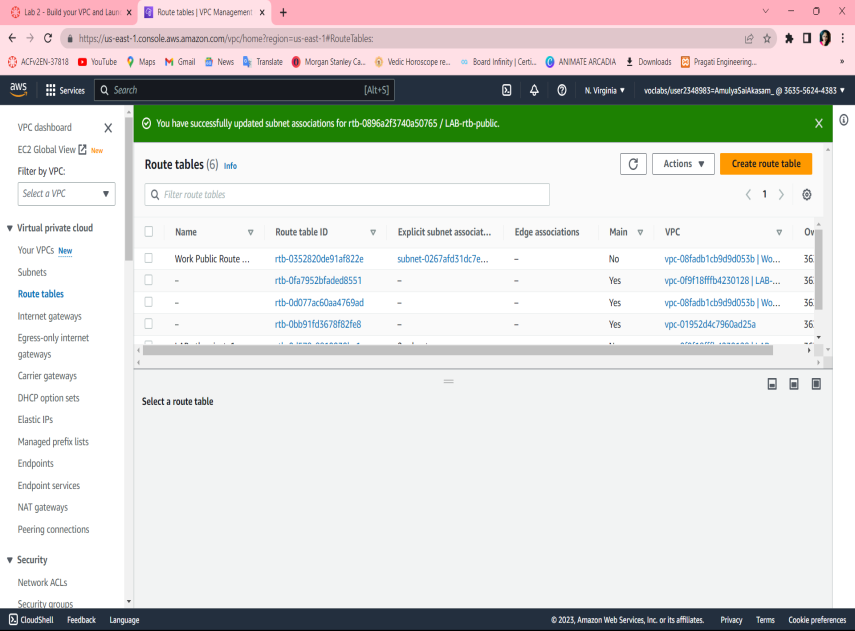 Lab 2 - Build your VPC and Laun
Route tables | VPC Management
https://us-east-1.console.aws.amazon.com/vpc/home?region=us-east-1#RouteTables:
ACFv2EN-37818
YouTube
Maps
Gmail
News
Translate
Morgan Stanley Ca...
Vedic Horoscope re...
Board Infinity | Certi...
ANIMATE ARCADIA
Downloads
Pragati Engineering...
»
aws
Services
Search
[Alt+S]
N. Virginia ▼
voclabs/user2348983=AmulyaSaiAkasam_ @ 3635-5624-4383 ▼
VPC dashboard
EC2 Global View New
Filter by VPC:
Select a VPC
Virtual private cloud
Your VPCs New
Subnets
Route tables
Internet gateways
Egress-only internet
gateways
Carrier gateways
DHCP option sets
Elastic IPs
Managed prefix lists
Endpoints
Endpoint services
NAT gateways
Peering connections
Security
Network ACLs
Security groups
You have successfully updated subnet associations for rtb-0896a2f3740a50765 / LAB-rtb-public.
Route tables (6) Info
Actions ▼
Create route table
Filter route tables
1
Name Route table ID Explicit subnet associat... Edge associations Main VPC Ow
Work Public Route ... rtb-0352820de91af822e subnet-0267afd31dc7e... – No vpc-08fadb1cb9d9d053b | Wo... 36
– rtb-0fa7952bfaded8551 – – Yes vpc-0f9f18fffb4230128 | LAB-... 36
– rtb-0d077ac60aa4769ad – – Yes vpc-08fadb1cb9d9d053b | Wo... 36
– rtb-0bb91fd3678f82fe8 – – Yes vpc-01952d4c7960ad25a 36
Select a route table
CloudShell Feedback Language
© 2023, Amazon Web Services, Inc. or its affiliates. Privacy Terms Cookie preferences